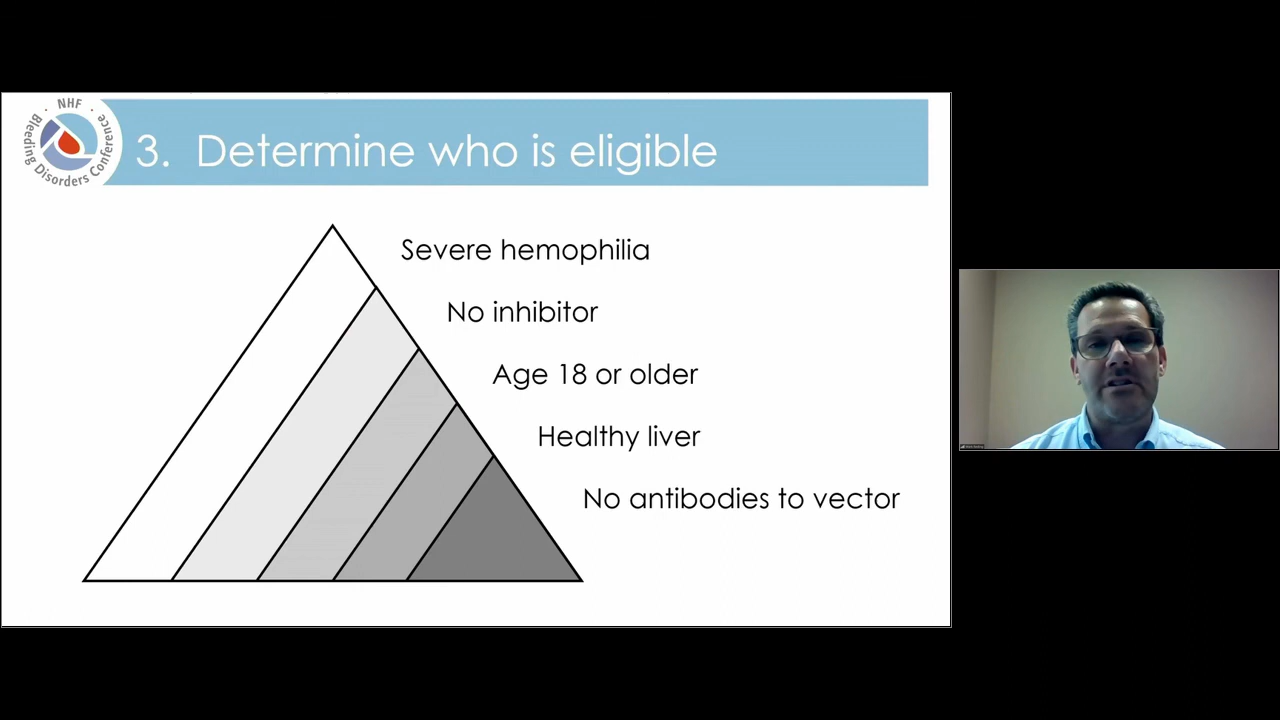 · NHF ·
Bleeding Disorders Conference
3. Determine who is eligible
Severe hemophilia
No inhibitor
Age 18 or older
Healthy liver
No antibodies to vector